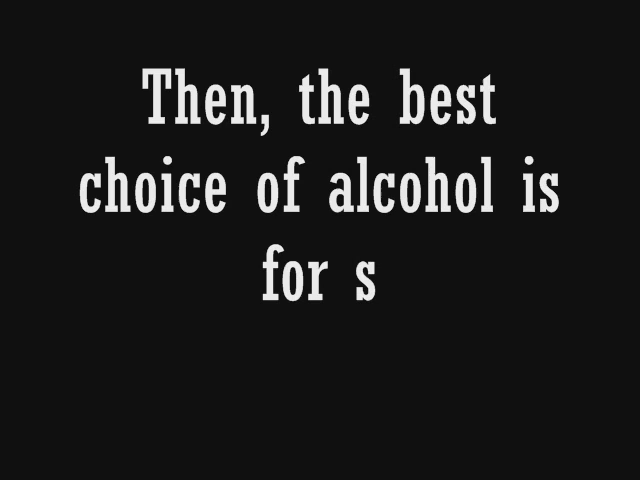 Then, the best
choice of alcohol is
for s